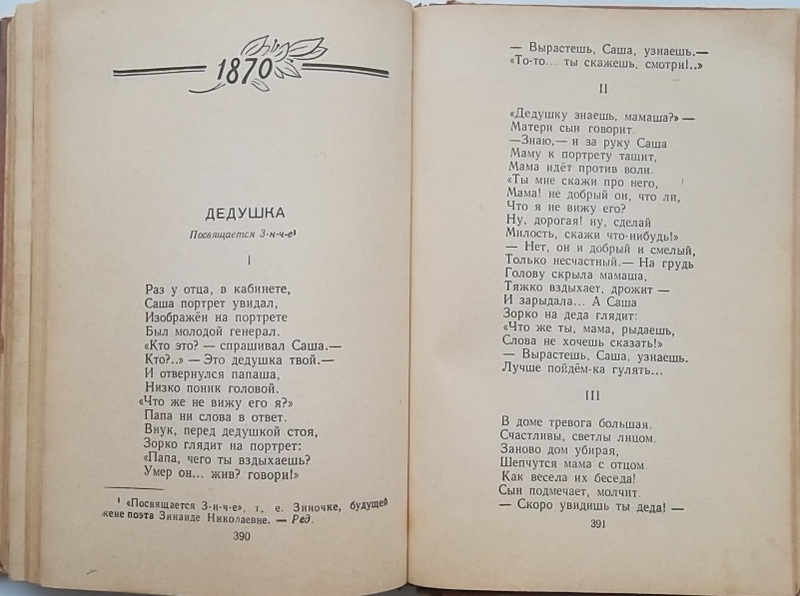 1870
ДЕДУШКА
Посвящается З-н-ч-е¹
I
Раз у отца, в кабинете,
Саша портрет увидал,
Изображён на портрете
Был молодой генерал.
«Кто это? — спрашивал Саша.—
Кто?..» — Это дедушка твой.—
И отвернулся папаша,
Низко поник головой.
«Что же не вижу его я?»
Папа ни слова в ответ.
Внук, перед дедушкой стоя,
Зорко глядит на портрет:
«Папа, чего ты вздыхаешь?
Умер он... жив? говори!»
¹ «Посвящается З-н-ч-е», т. е. Зиночке, будущей
жене поэта Зинаиде Николаевне. — Ред.
390
— Вырастешь, Саша, узнаешь.—
«То-то... ты скажешь, смотри!..»
II
«Дедушку знаешь, мамаша?» —
Матери сын говорит.
—Знаю,— и за руку Саша
Маму к портрету тащит,
Мама идёт против воли.
«Ты мне скажи про него,
Мама! не добрый он, что ли,
Что я не вижу его?
Ну, дорогая! ну, сделай
Милость, скажи что-нибудь!»
— Нет, он и добрый и смелый,
Только несчастный.— На грудь
Голову скрыла мамаша,
Тяжко вздыхает, дрожит —
И зарыдала... А Саша
Зорко на деда глядит:
«Что же ты, мама, рыдаешь,
Слова не хочешь сказать!»
— Вырастешь, Саша, узнаешь.
Лучше пойдём-ка гулять...
III
В доме тревога большая.
Счастливы, светлы лицом,
Заново дом убирая,
Шепчутся мама с отцом.
Как весела их беседа!
Сын подмечает, молчит.
— Скоро увидишь ты деда! —
391